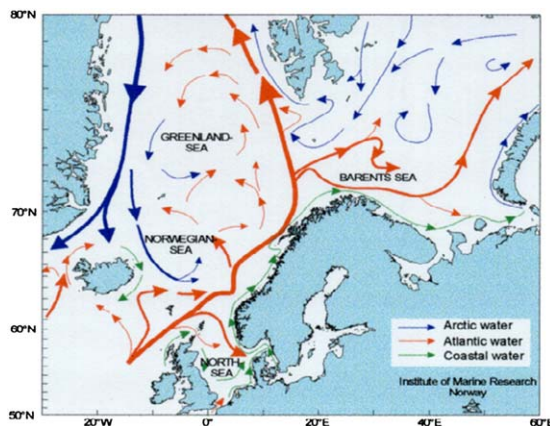 80°N
GREENLAND-
SEA
BARENTS SEA
70°N
NORWEGIAN
SEA
60°N
NORTH
SEA
Arctic water
Atlantic water
Coastal water
Institute of Marine Research
Norway
50°N
20°W
0°
20°E
40°E
60°E